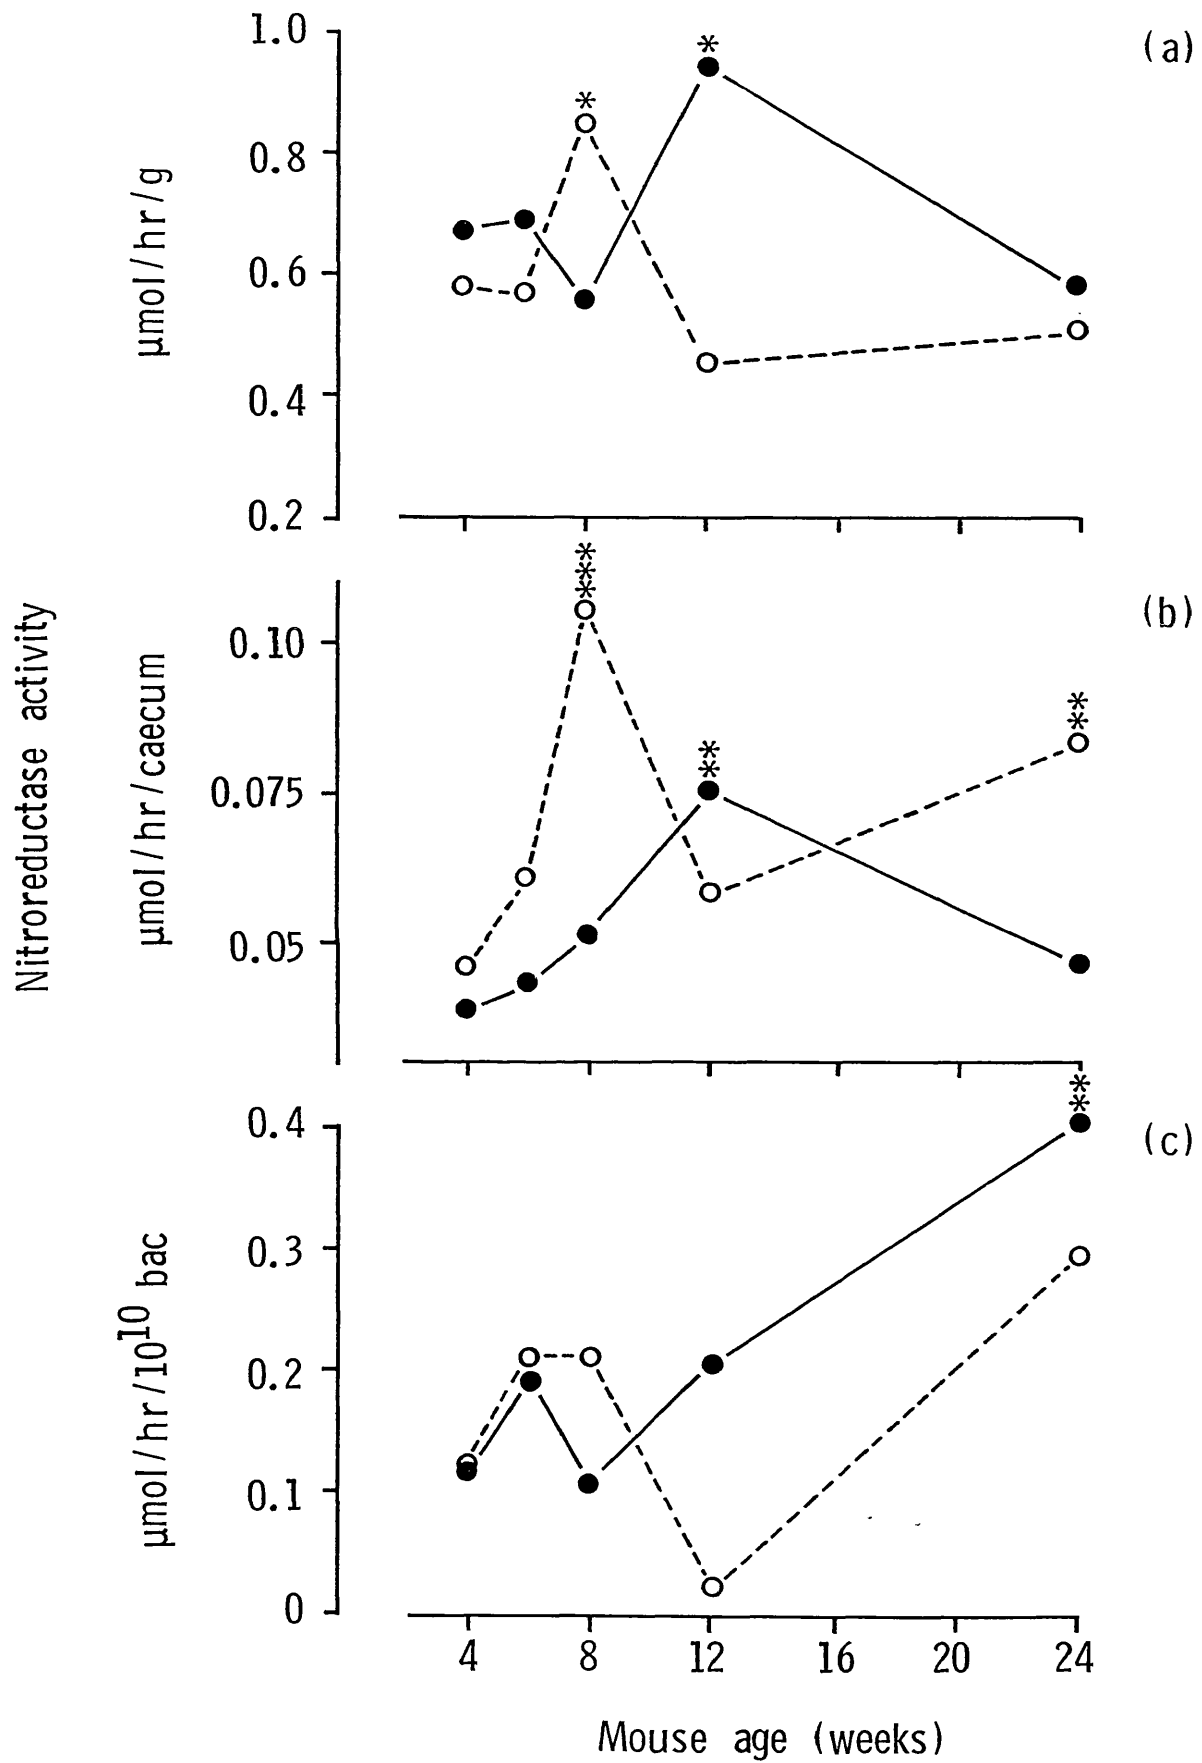 (a)
1.0
0.8
0.6
0.4
0.2
µmol/hr/g
*
*
Nitroreductase activity
(b)
0.10
0.075
0.05
µmol/hr/caecum
***
**
**
(c)
0.4
0.3
0.2
0.1
0
µmol/hr/10¹⁰ bac
**
4 8 12 16 20 24
Mouse age (weeks)